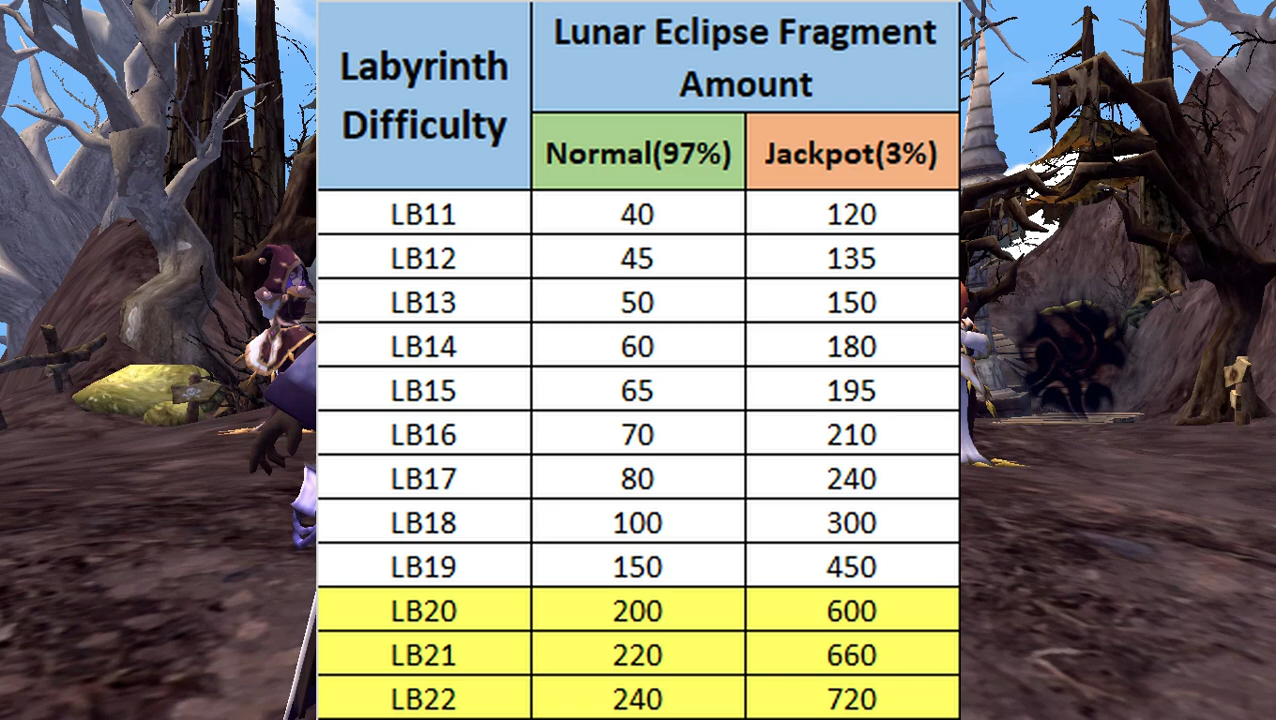 Labyrinth
Difficulty
Lunar Eclipse Fragment
Amount
Normal(97%) Jackpot(3%)
LB11 40 120
LB12 45 135
LB13 50 150
LB14 60 180
LB15 65 195
LB16 70 210
LB17 80 240
LB18 100 300
LB19 150 450
LB20 200 600
LB21 220 660
LB22 240 720